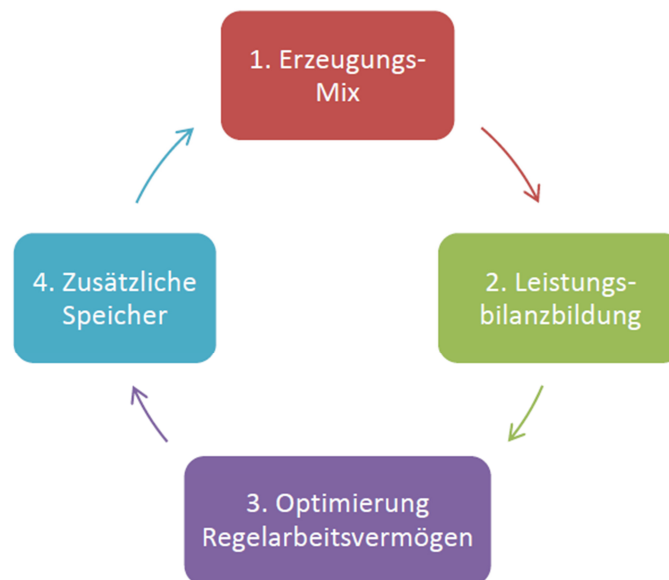 1. Erzeugungs-
Mix
2. Leistungs-
bilanzbildung
3. Optimierung
Regelarbeitsvermögen
4. Zusätzliche
Speicher